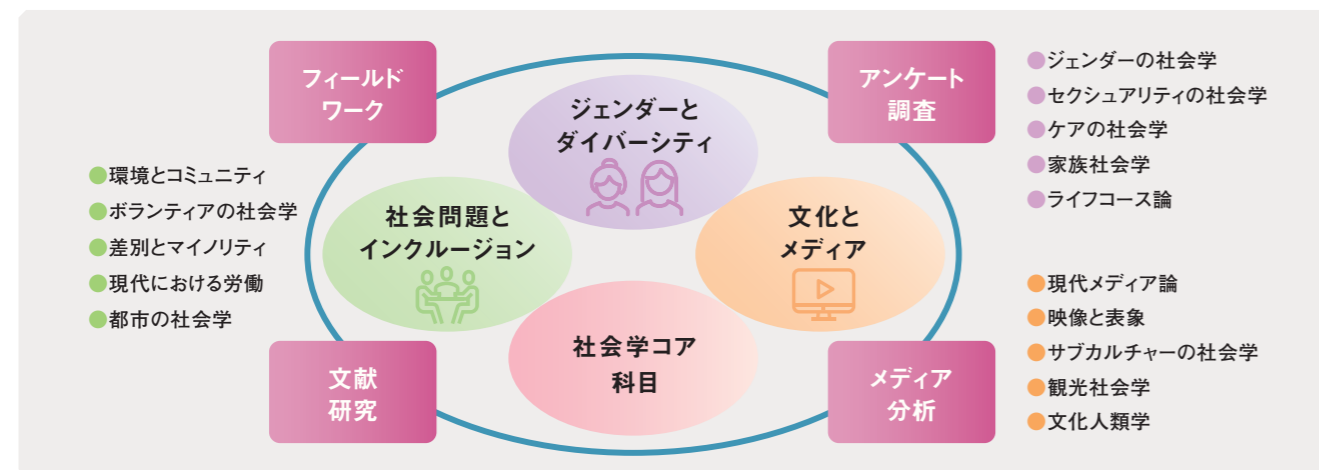 フィールド
ワーク
アンケート
調査
ジェンダーと
ダイバーシティ
社会問題と
インクルージョン
文化と
メディア
社会学コア
科目
文献
研究
メディア
分析
●環境とコミュニティ
●ボランティアの社会学
●差別とマイノリティ
●現代における労働
●都市の社会学
●ジェンダーの社会学
●セクシュアリティの社会学
●ケアの社会学
●家族社会学
●ライフコース論
●現代メディア論
●映像と表象
●サブカルチャーの社会学
●観光社会学
●文化人類学